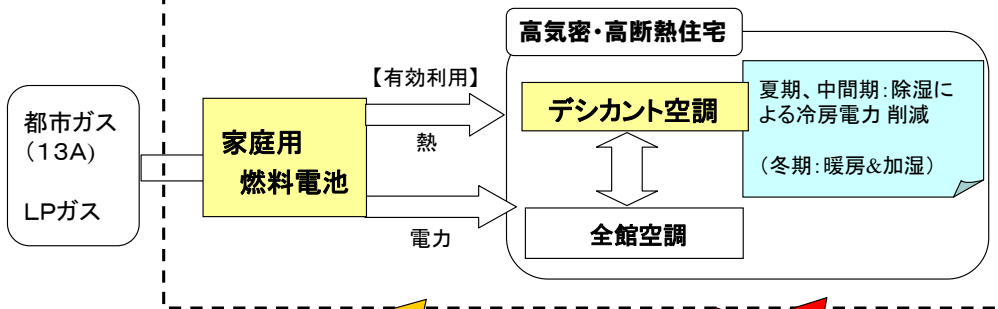 高気密・高断熱住宅
【有効利用】
都市ガス
（13A）
LPガス
家庭用
燃料電池
熱
電力
デシカント空調
全館空調
夏期、中間期：除湿に
よる冷房電力 削減
（冬期：暖房&加湿）